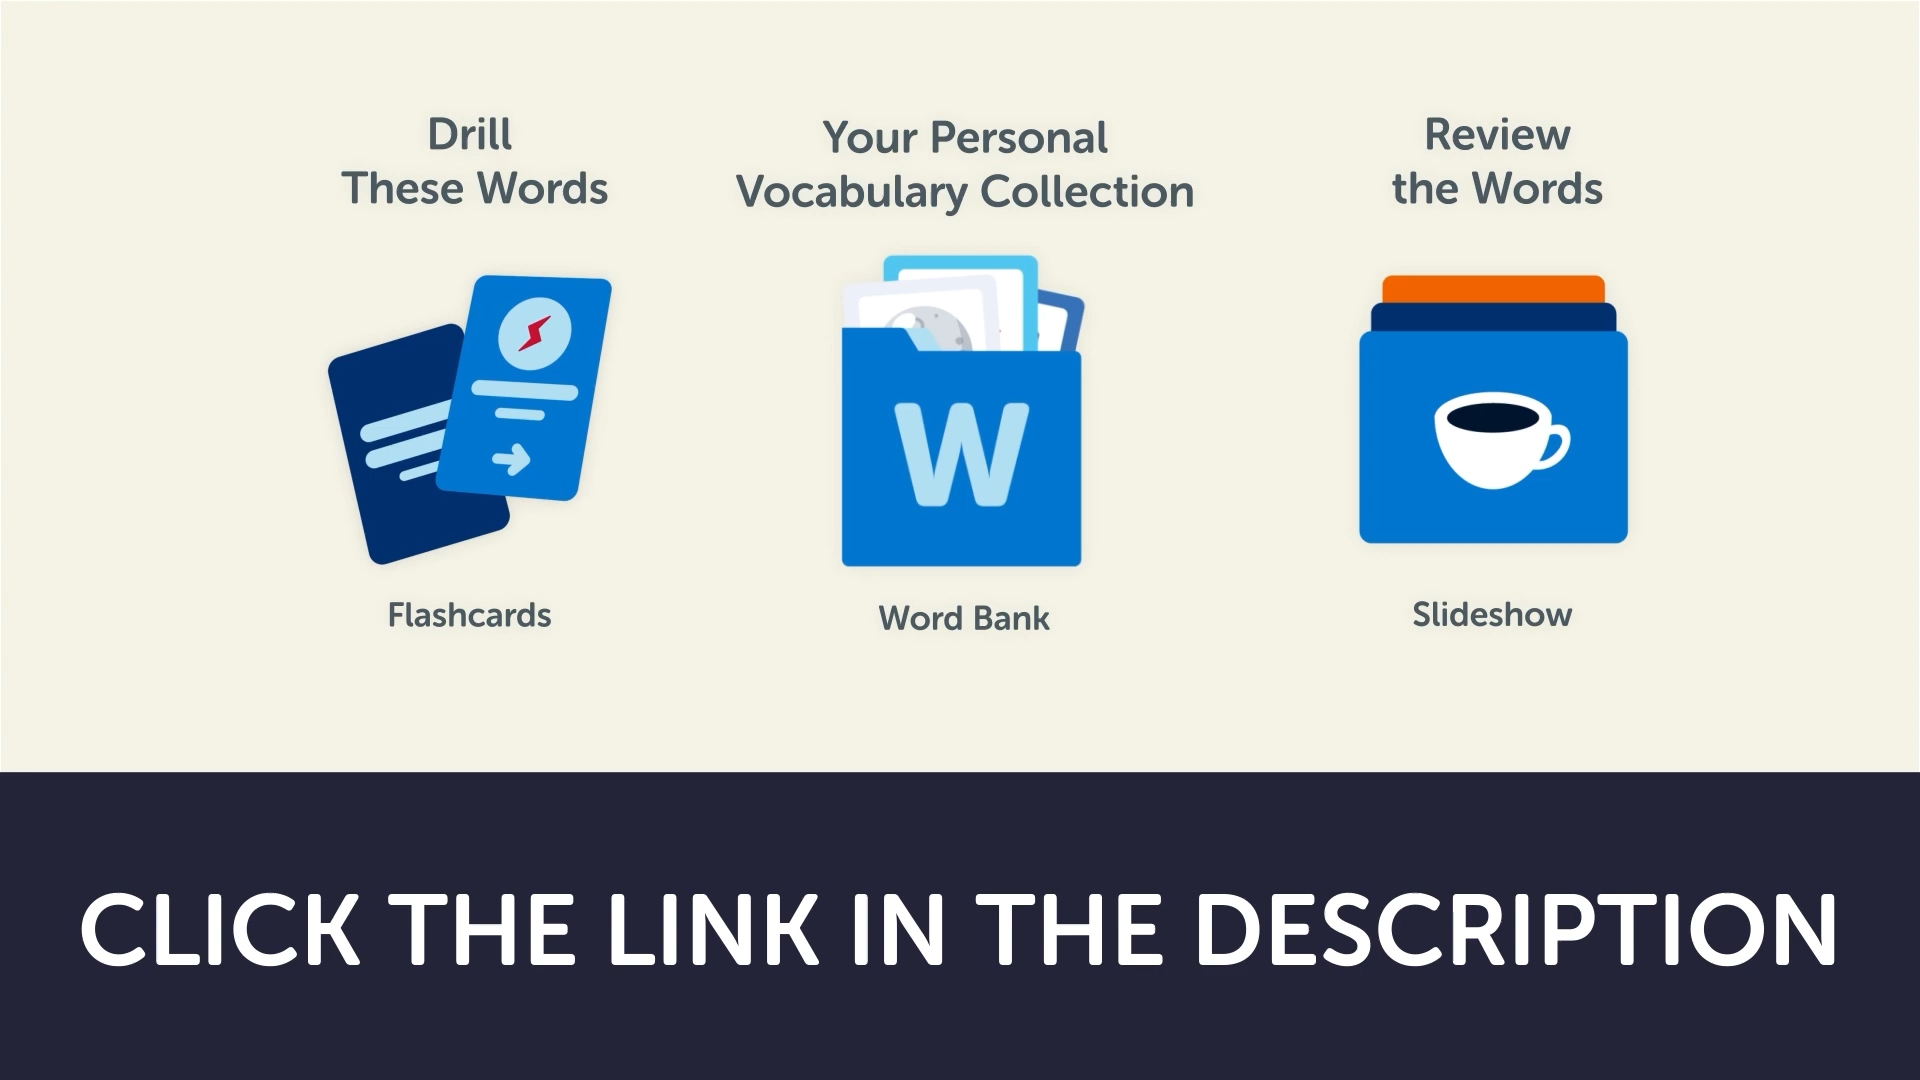 Drill
These Words
Your Personal
Vocabulary Collection
Review
the Words
W
Flashcards
Word Bank
Slideshow
CLICK THE LINK IN THE DESCRIPTION